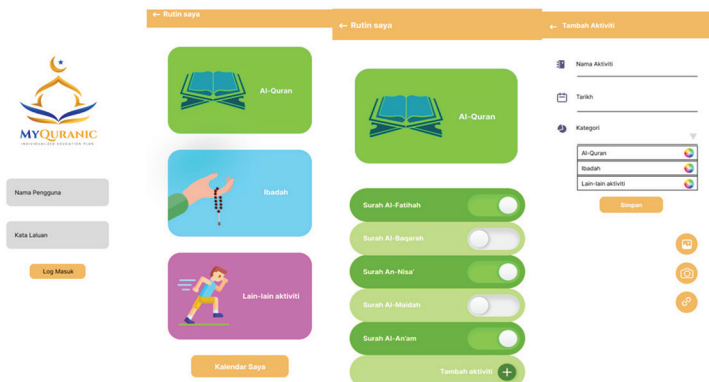 MYQURANIC
INDIVIDUALIZED EDUCATION PLAN
Nama Pengguna
Kata Laluan
Log Masuk
← Rutin saya
Al-Quran
Ibadah
Lain-lain aktiviti
Kalendar Saya
← Rutin saya
Al-Quran
Surah Al-Fatihah
Surah Al-Baqarah
Surah An-Nisa'
Surah Al-Maidah
Surah Al-An'am
Tambah aktiviti +
← Tambah Aktiviti
Nama Aktiviti
Tarikh
Kategori
Al-Quran
Ibadah
Lain-lain aktiviti
Simpan